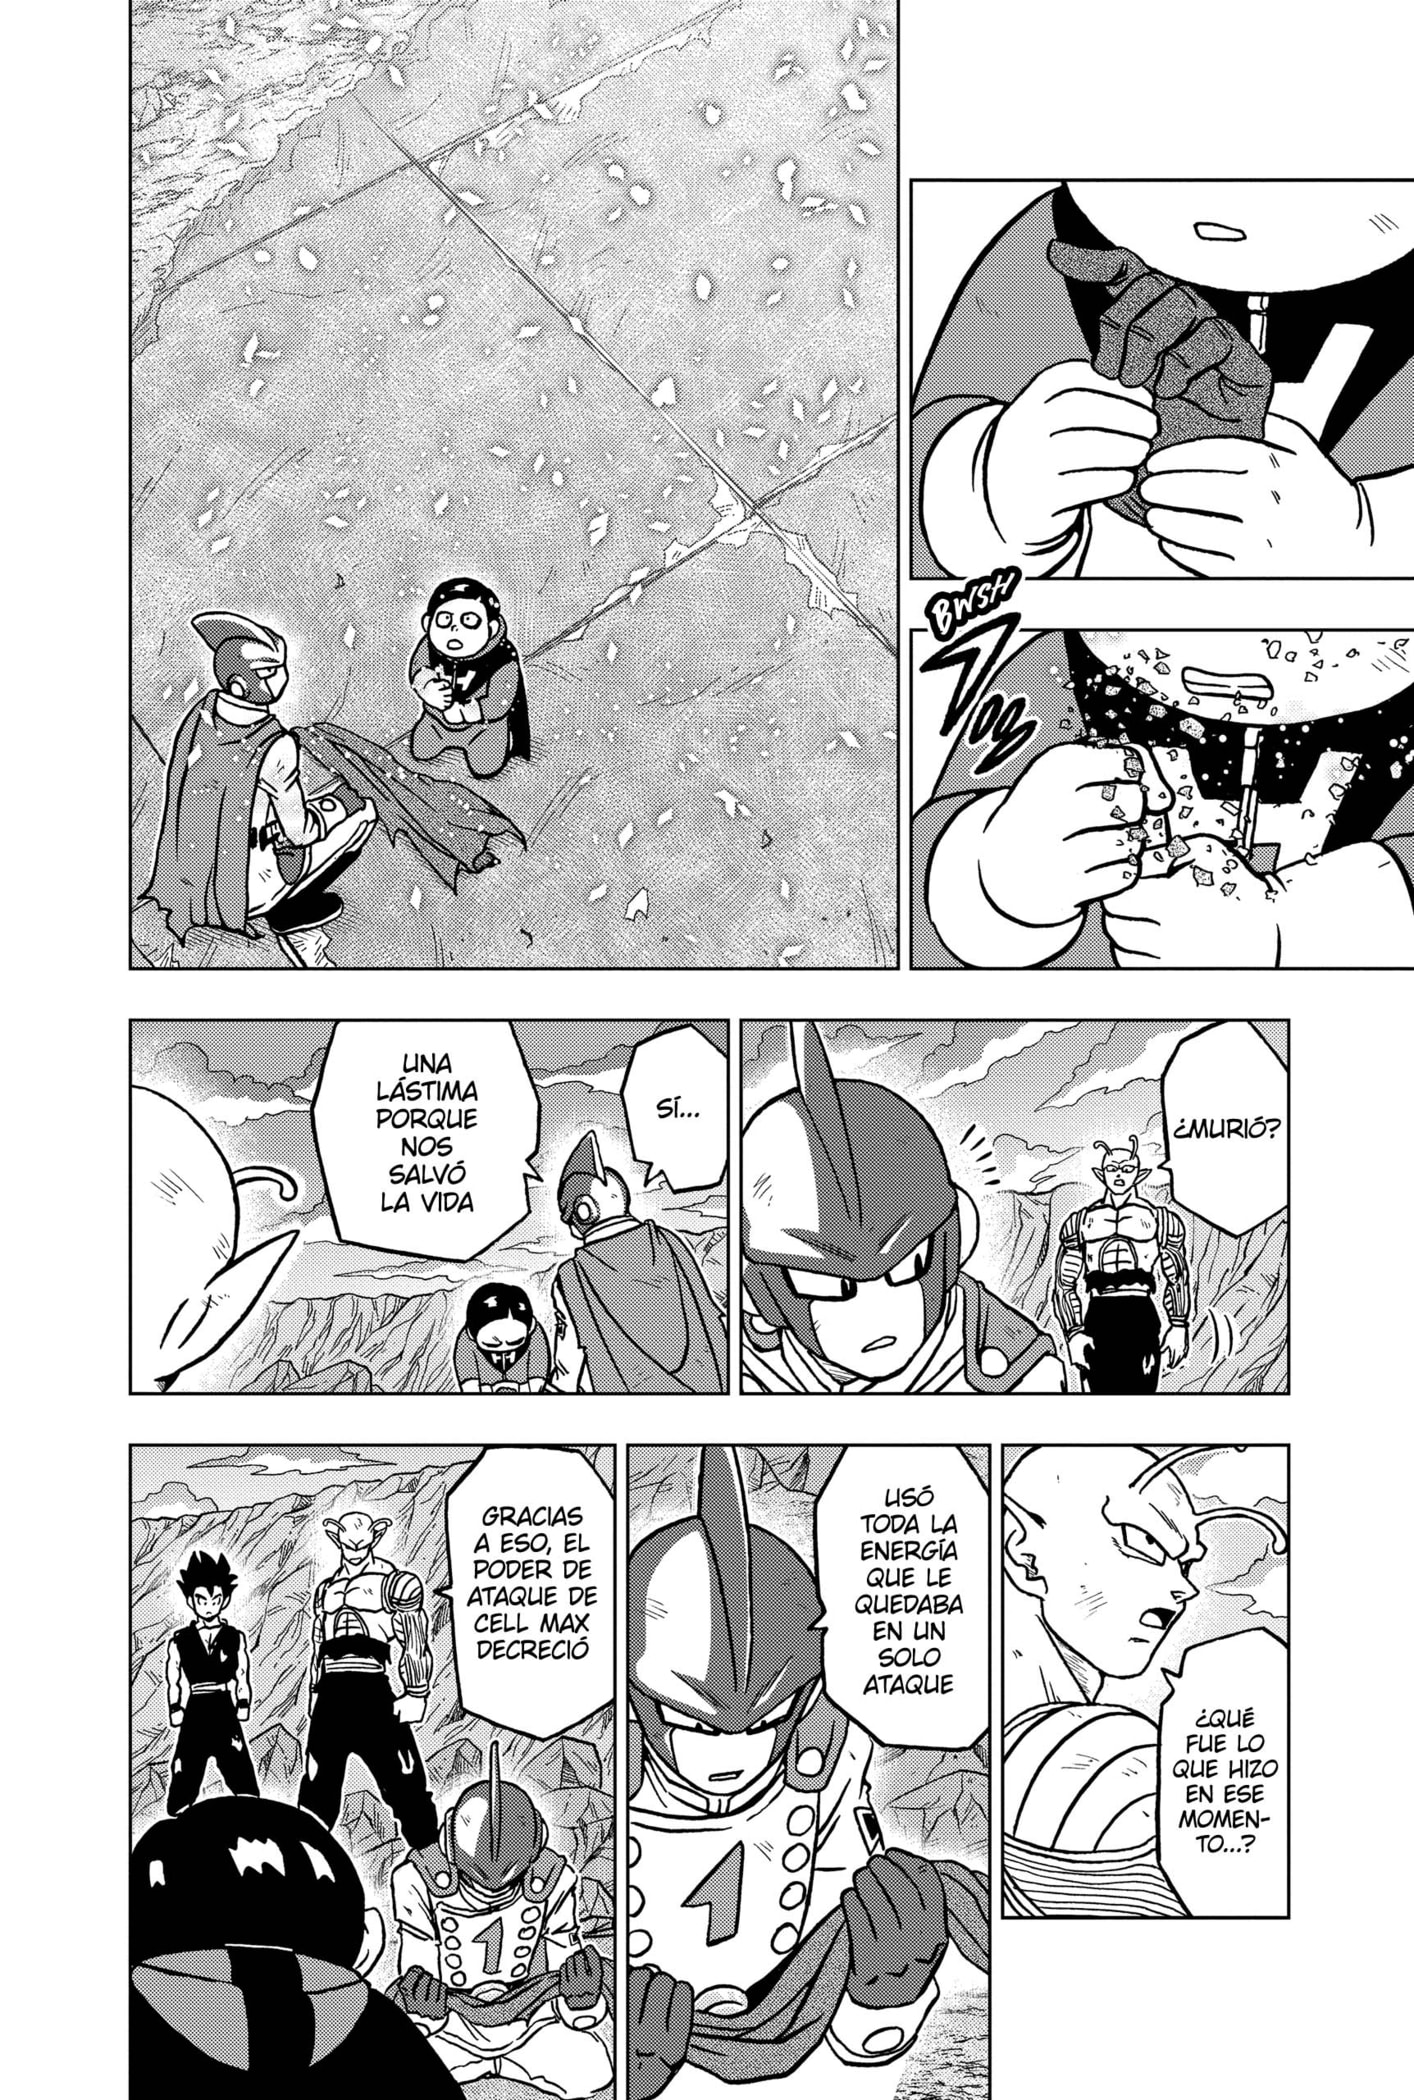 BWSH
¿MURIÓ?
SÍ...
UNA
LÁSTIMA
PORQUE
NOS
SALVÓ
LA VIDA
¿QUÉ
FUE LO
QUE HIZO
EN ESE
MOMEN-
TO...?
USÓ
TODA LA
ENERGÍA
QUE LE
QUEDABA
EN UN
SOLO
ATAQUE
1
GRACIAS
A ESO, EL
PODER DE
ATAQUE DE
CELL MAX
DECRECIÓ
1